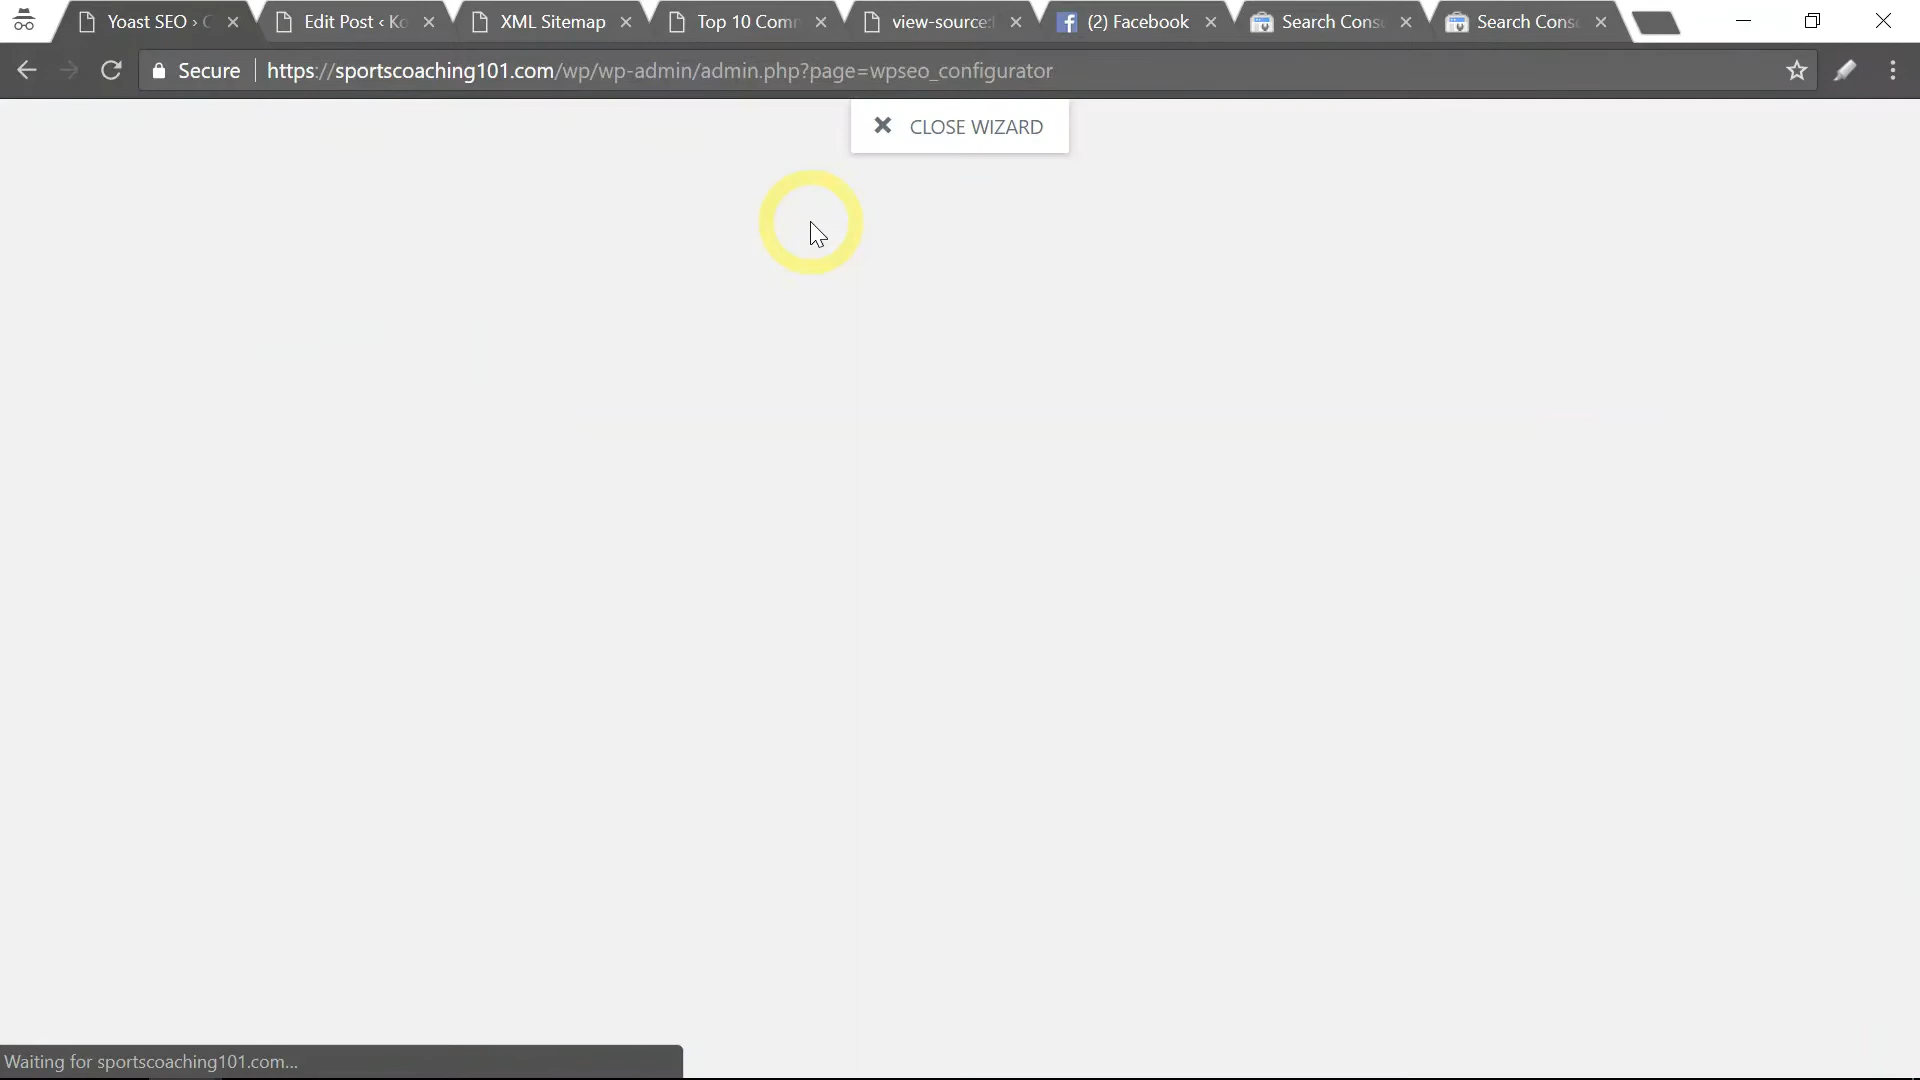 Yoast SEO › C
Edit Post ‹ Ko
XML Sitemap
Top 10 Comm
view-source:
(2) Facebook
Search Cons
Search Cons
Secure
https://sportscoaching101.com/wp/wp-admin/admin.php?page=wpseo_configurator
CLOSE WIZARD
Waiting for sportscoaching101.com...